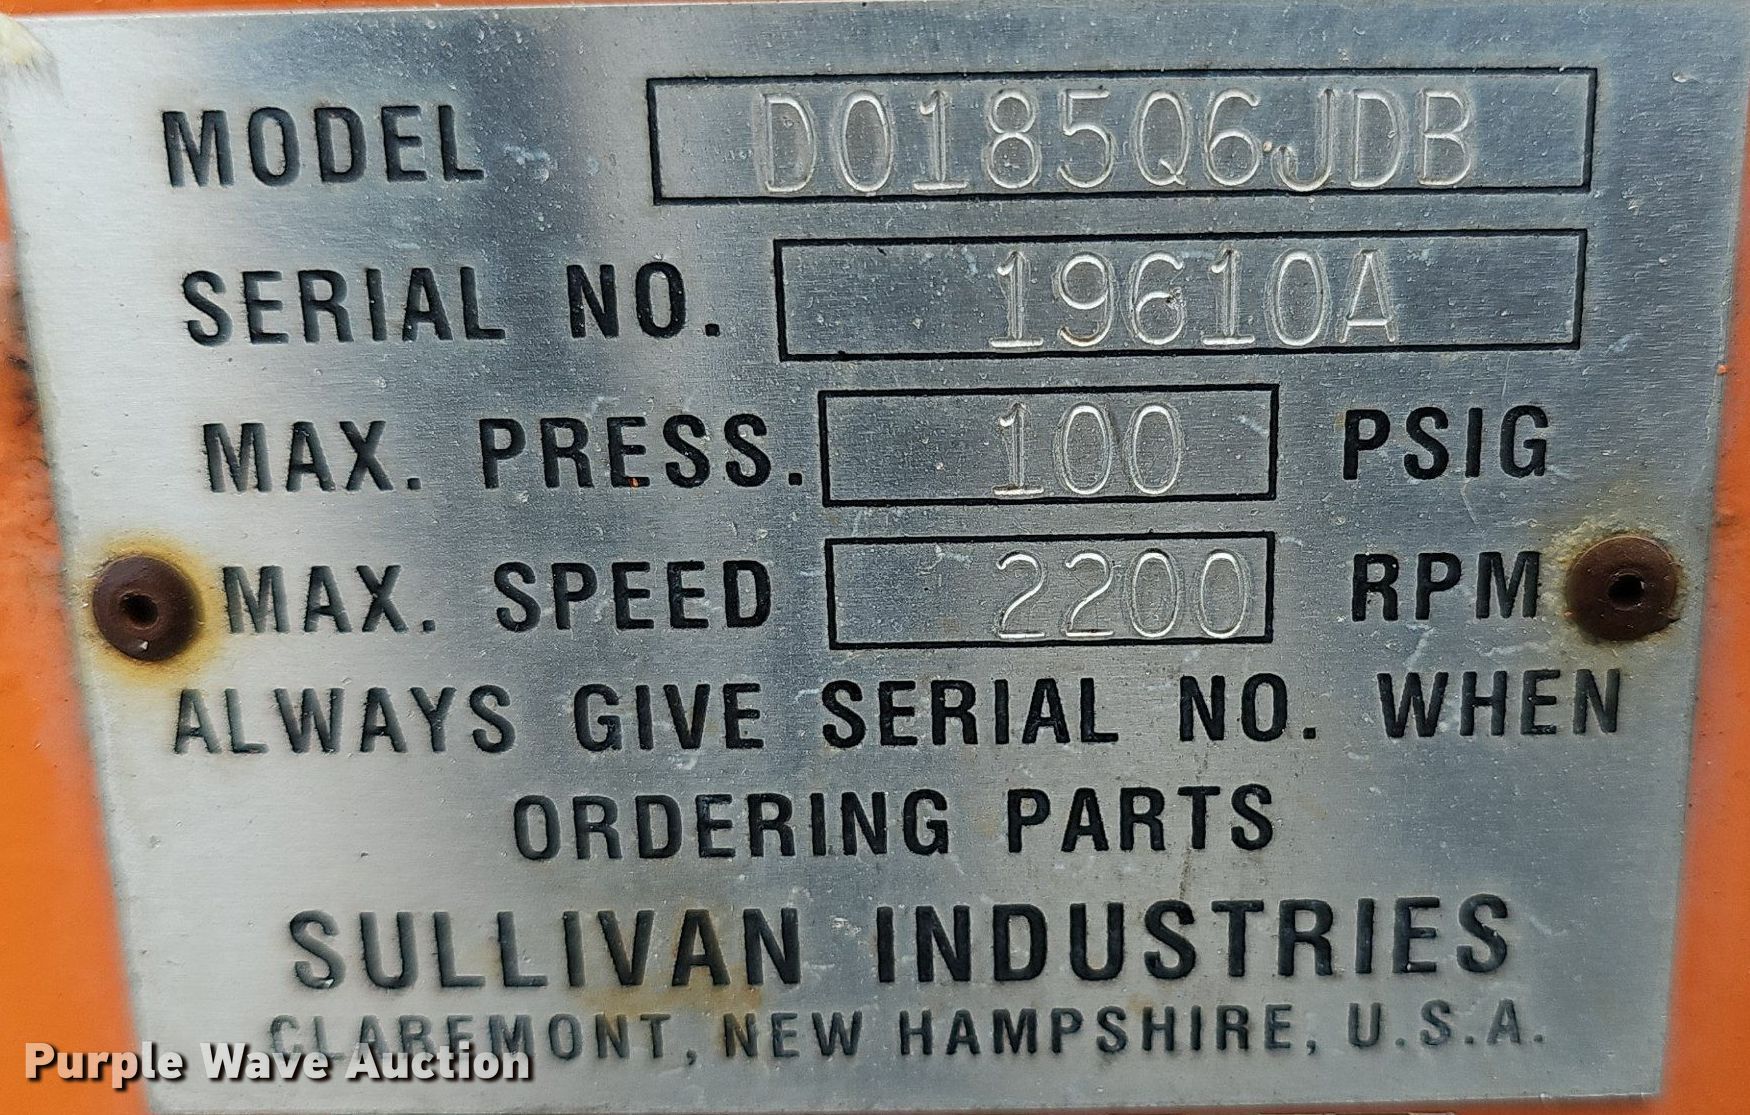 MODEL D0185Q6JDB
SERIAL NO. 19610A
MAX. PRESS. 100 PSIG
MAX. SPEED 2200 RPM
ALWAYS GIVE SERIAL NO. WHEN
ORDERING PARTS
SULLIVAN INDUSTRIES
CLAREMONT, NEW HAMPSHIRE, U.S.A.
Purple Wave Auction